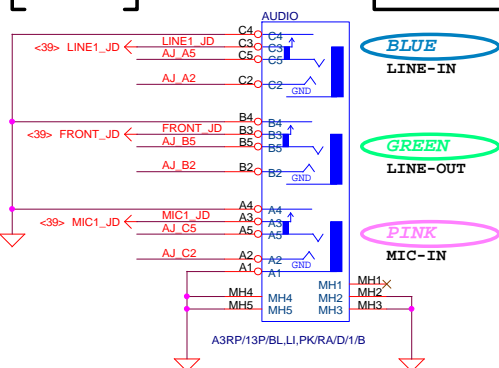 AUDIO
C4 C4
<39> LINE1_JD LINE1_JD C3 C3
AJ_A5 C5 C5
BLUE
LINE-IN
AJ_A2 C2 C2
GND
B4 B4
<39> FRONT_JD FRONT_JD B3 B3
AJ_B5 B5 B5
GREEN
LINE-OUT
AJ_B2 B2 B2
GND
A4 A4
<39> MIC1_JD MIC1_JD A3 A3
AJ_C5 A5 A5
PINK
MIC-IN
AJ_C2 A2 A2
GND
A1 A1
MH1 MH1
MH4 MH4 MH2 MH2
MH5 MH5 MH3 MH3
A3RP/13P/BL,LI,PK/RA/D/1/B